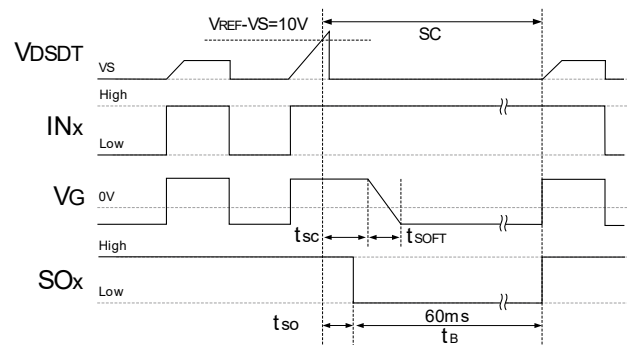 VREF-VS=10V
SC
VDSDT
VS
High
INx
Low
VG
0V
tsc
tSOFT
High
SOx
Low
tso
60ms
tB